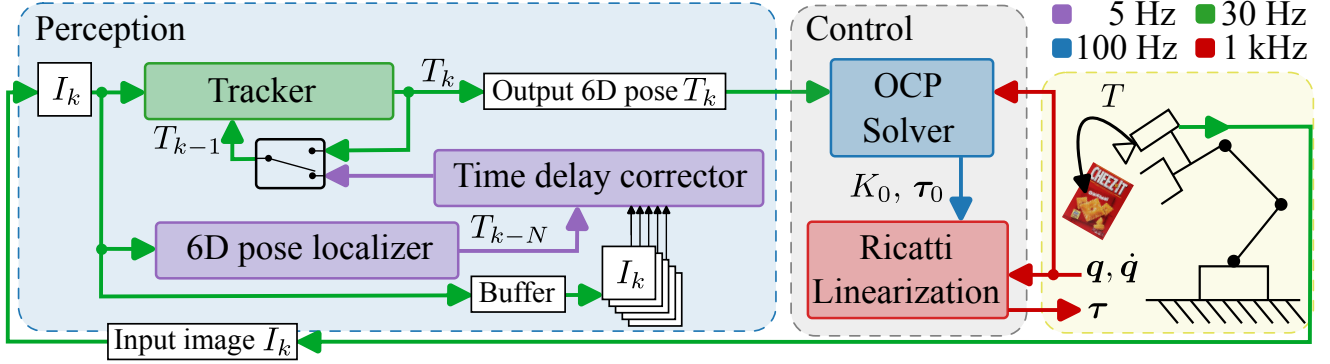 Perception
I_k
Tracker
T_k
Output 6D pose T_k
T_{k-1}
Time delay corrector
6D pose localizer
T_{k-N}
I_k
Buffer
Input image I_k
Control
OCP
Solver
K_0, τ_0
Ricatti
Linearization
5 Hz
30 Hz
100 Hz
1 kHz
T
CHEEZ-IT
q, q̇
τ